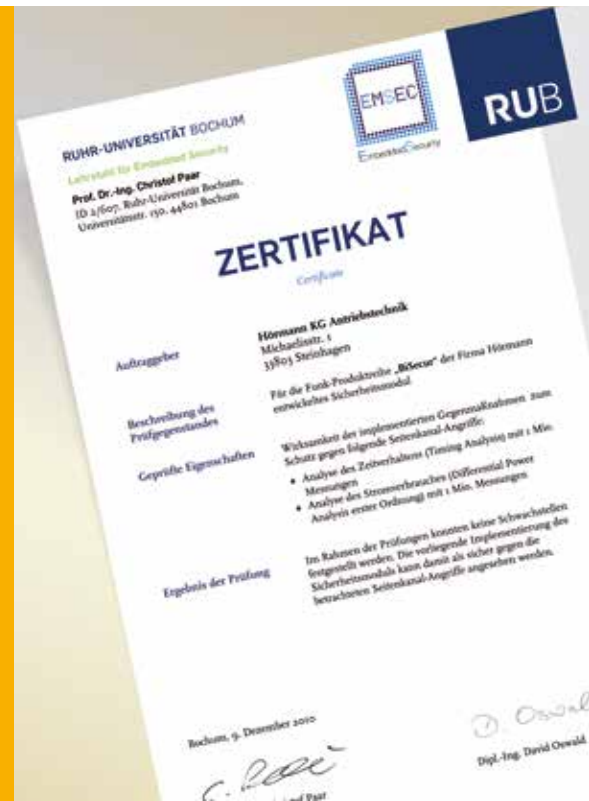 RUHR-UNIVERSITÄT BOCHUM
Lehrstuhl für Embedded Security
Prof. Dr.-Ing. Christof Paar
ID 2/607, Ruhr-Universität Bochum,
Universitätsstr. 150, 44801 Bochum
EMSEC
Embedded Security
RUB
ZERTIFIKAT
Certificate
Auftraggeber
Hörmann KG Antriebstechnik
Michaelisstr. 1
33803 Steinhagen
Beschreibung des
Prüfgegenstandes
Für die Funk-Produktreihe „BiSecur“ der Firma Hörmann
entwickeltes Sicherheitsmodul
Geprüfte Eigenschaften
Wirksamkeit der implementierten Gegenmaßnahmen zum
Schutz gegen folgende Seitenkanal-Angriffe:
• Analyse des Zeitverhaltens (Timing Analysis) mit 1 Mio.
Messungen
• Analyse des Stromverbrauches (Differential Power
Analysis erster Ordnung) mit 1 Mio. Messungen
Ergebnis der Prüfung
Im Rahmen der Prüfungen konnten keine Schwachstellen
festgestellt werden. Die vorliegende Implementierung des
Sicherheitsmoduls kann damit als sicher gegen die
betrachteten Seitenkanal-Angriffe angesehen werden.
Bochum, 9. Dezember 2010
D. Oswald
Dipl.-Ing. David Oswald
Paar